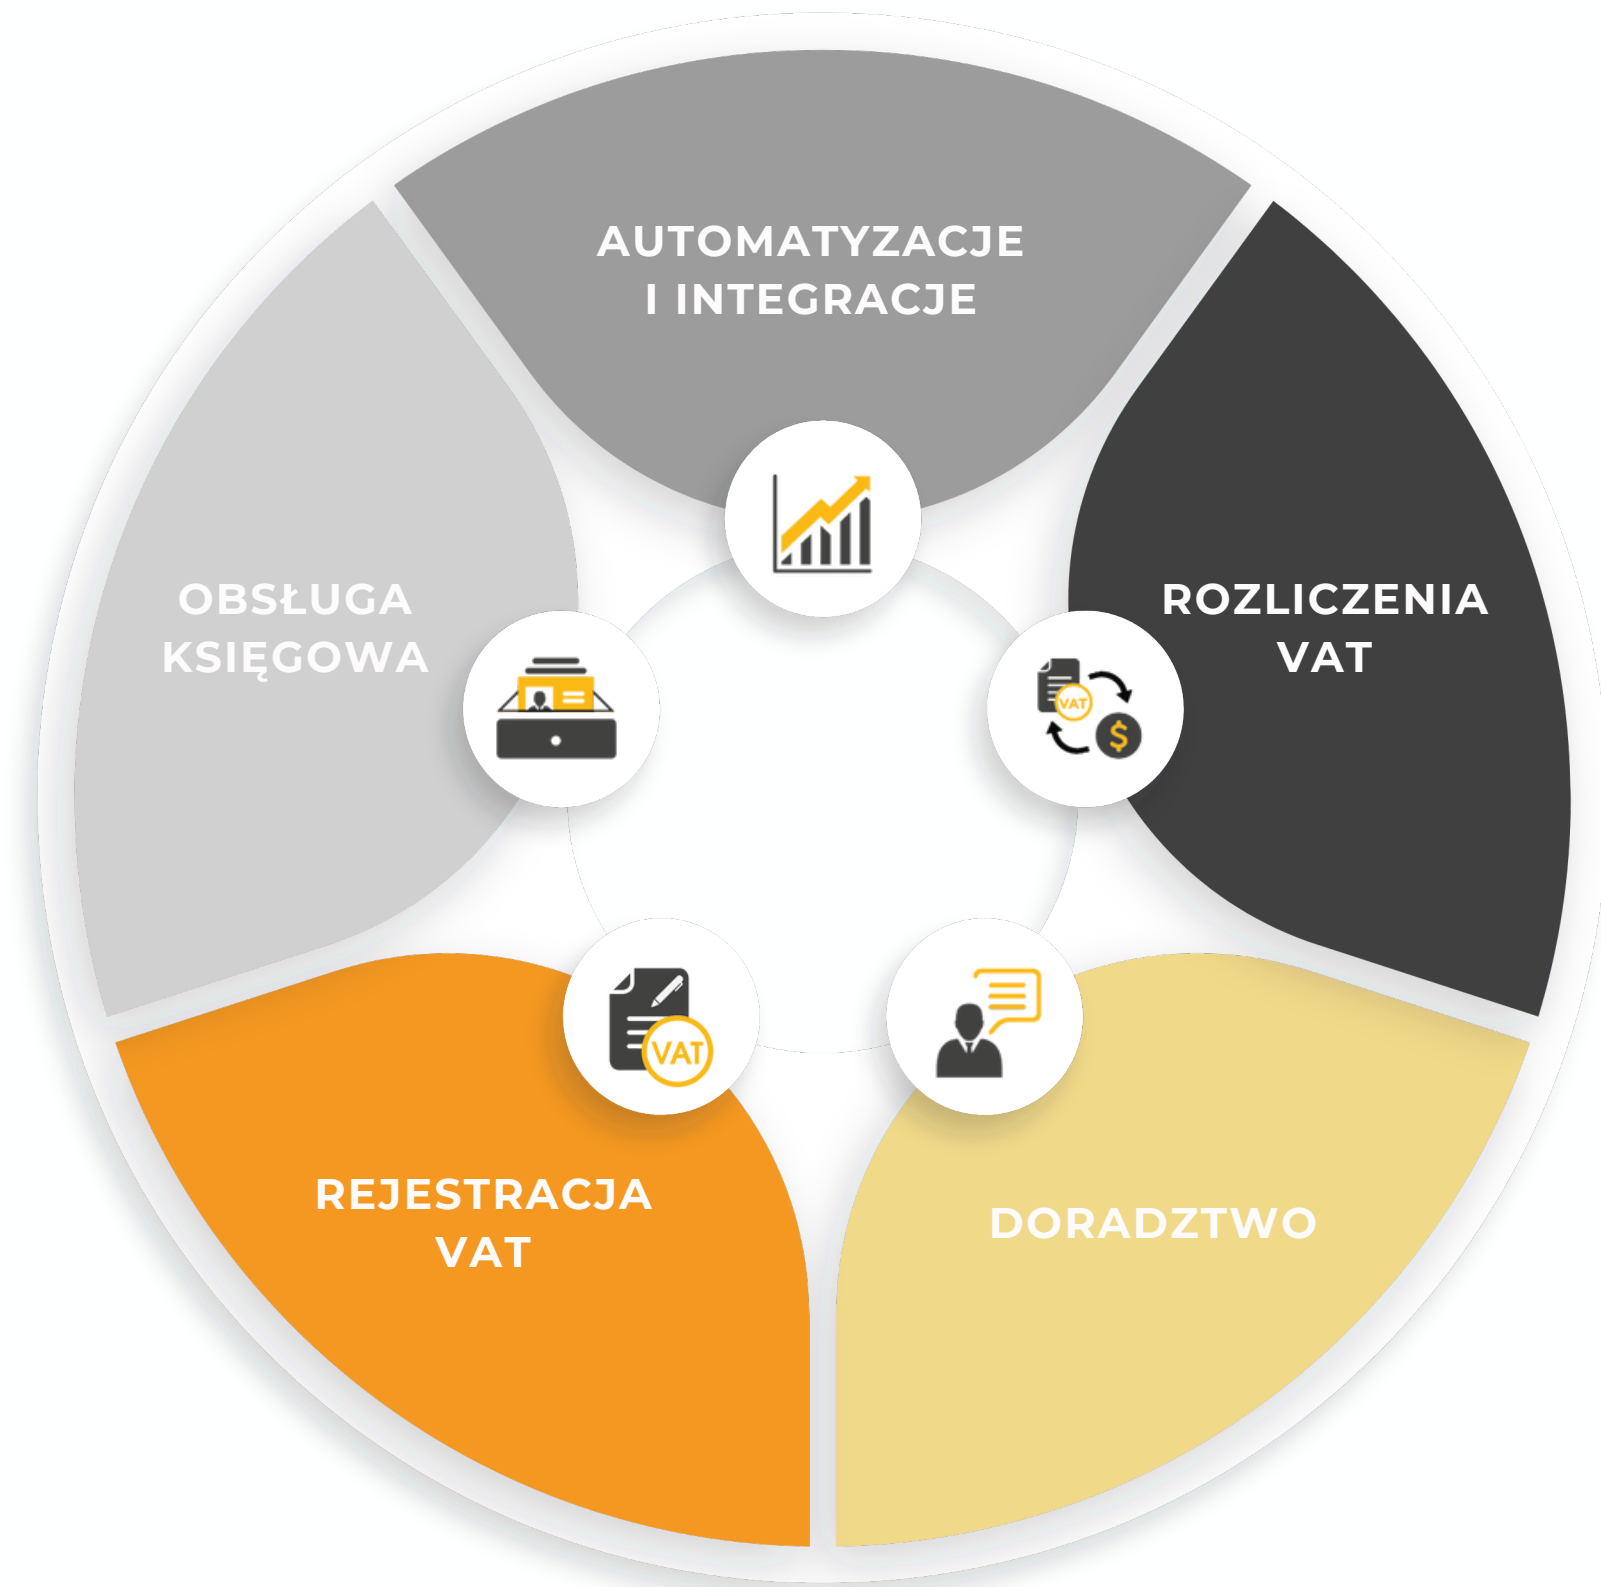 AUTOMATYZACJE
I INTEGRACJE
OBSŁUGA
KSIĘGOWA
ROZLICZENIA
VAT
VAT
$
VAT
REJESTRACJA
VAT
DORADZTWO